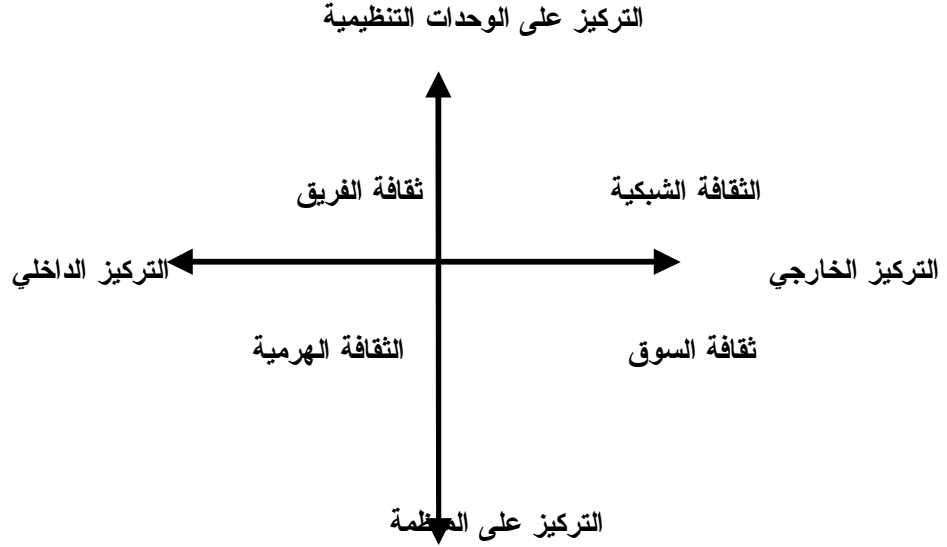 التركيز على الوحدات التنظيمية
الثقافة الشبكية
ثقافة الفريق
التركيز الخارجي
التركيز الداخلي
ثقافة السوق
الثقافة الهرمية
التركيز على المنظمة